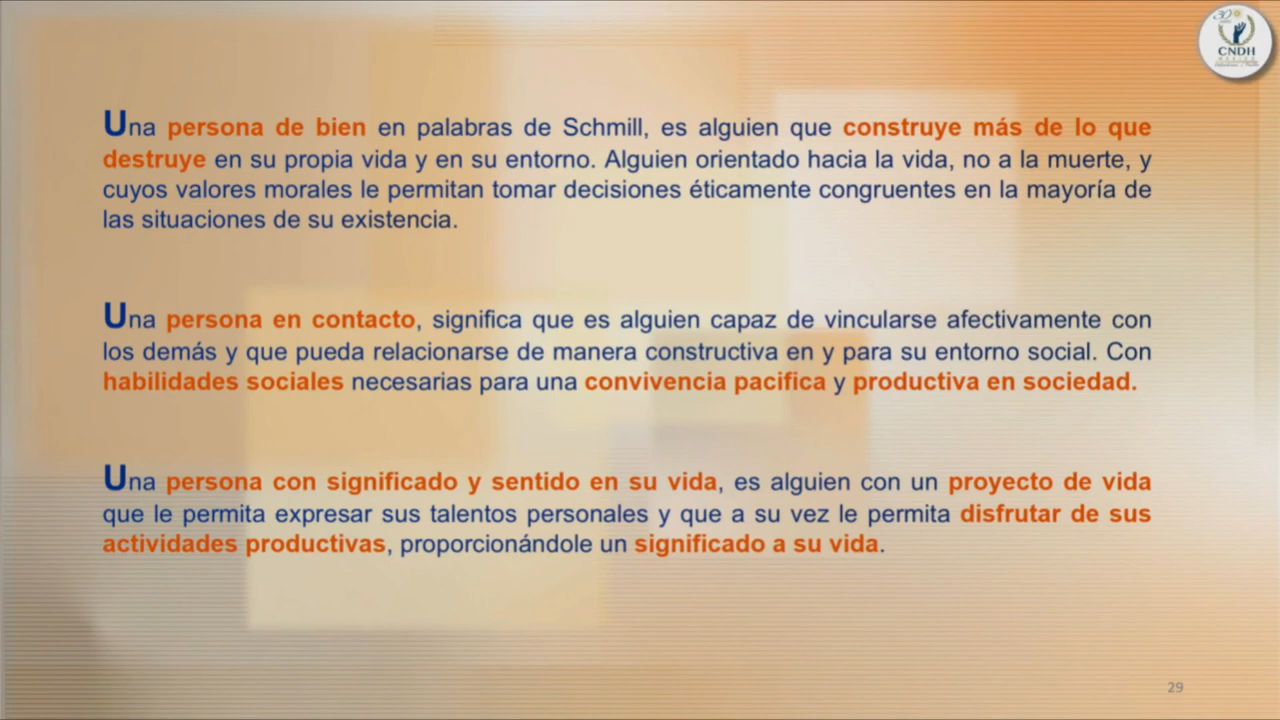 CNDH
MÉXICO
Una persona de bien en palabras de Schmill, es alguien que construye más de lo que
destruye en su propia vida y en su entorno. Alguien orientado hacia la vida, no a la muerte, y
cuyos valores morales le permitan tomar decisiones éticamente congruentes en la mayoría de
las situaciones de su existencia.
Una persona en contacto, significa que es alguien capaz de vincularse afectivamente con
los demás y que pueda relacionarse de manera constructiva en y para su entorno social. Con
habilidades sociales necesarias para una convivencia pacifica y productiva en sociedad.
Una persona con significado y sentido en su vida, es alguien con un proyecto de vida
que le permita expresar sus talentos personales y que a su vez le permita disfrutar de sus
actividades productivas, proporcionándole un significado a su vida.
29